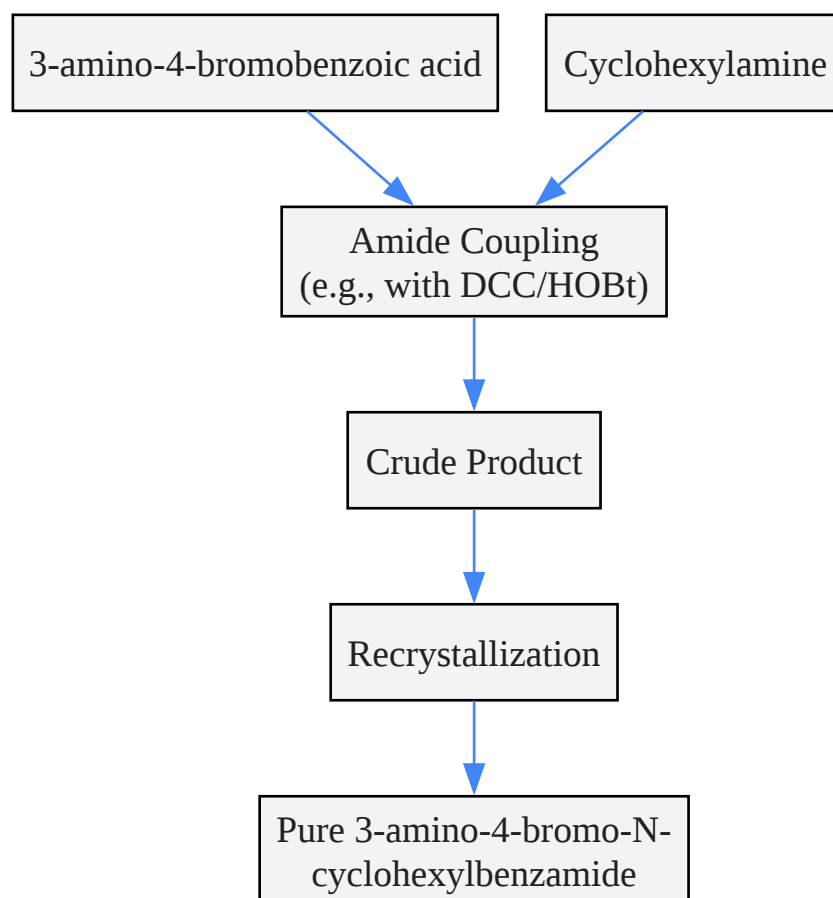 3-amino-4-bromobenzoic acid
Cyclohexylamine
Amide Coupling
(e.g., with DCC/HOBt)
Crude Product
Recrystallization
Pure 3-amino-4-bromo-N-
cyclohexylbenzamide